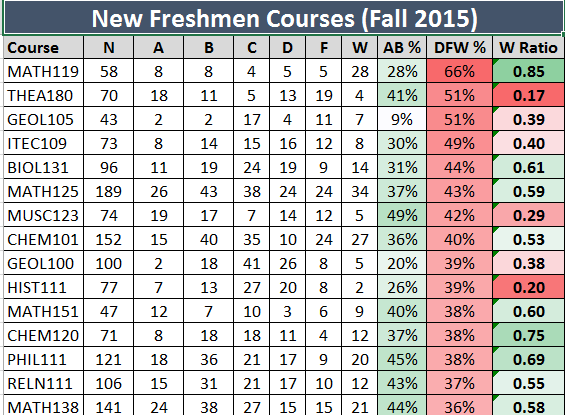 New Freshmen Courses (Fall 2015)
Course N A B C D F W AB % DFW % W Ratio
MATH119 58 8 8 4 5 5 28 28% 66% 0.85
THEA180 70 18 11 5 13 19 4 41% 51% 0.17
GEOL105 43 2 2 17 4 11 7 9% 51% 0.39
ITEC109 73 8 14 15 16 12 8 30% 49% 0.40
BIOL131 96 11 19 24 19 9 14 31% 44% 0.61
MATH125 189 26 43 38 24 24 34 37% 43% 0.59
MUSC123 74 19 17 7 14 12 5 49% 42% 0.29
CHEM101 152 15 40 35 10 24 27 36% 40% 0.53
GEOL100 100 2 18 41 26 8 5 20% 39% 0.38
HIST111 77 7 13 27 20 8 2 26% 39% 0.20
MATH151 47 12 7 10 3 6 9 40% 38% 0.60
CHEM120 71 8 18 18 11 4 12 37% 38% 0.75
PHIL111 121 18 36 21 17 9 20 45% 38% 0.69
RELN111 106 15 31 21 17 10 12 43% 37% 0.55
MATH138 141 24 38 27 15 15 21 44% 36% 0.58